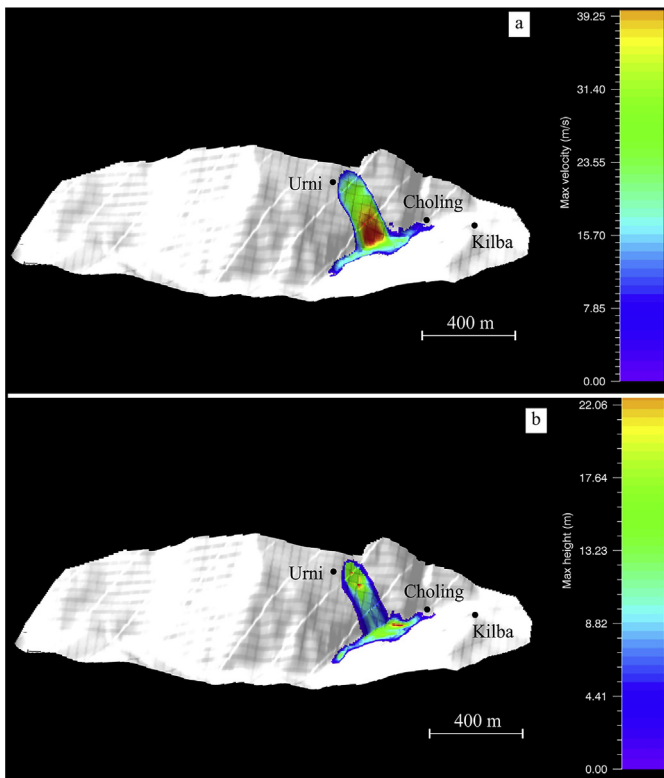 a
39.25
31.40
23.55
15.70
7.85
0.00
Max velocity (m/s)
Urni
Choling
Kilba
400 m
b
22.06
17.64
13.23
8.82
4.41
0.00
Max height (m)
Urni
Choling
Kilba
400 m